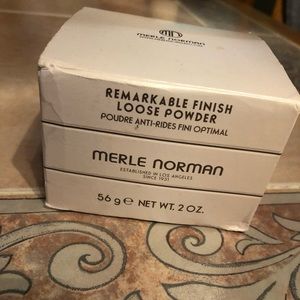 MERLE NORMAN
REMARKABLE FINISH
LOOSE POWDER
POUDRE ANTI-RIDES FINI OPTIMAL
MERLE NORMAN
ESTABLISHED IN LOS ANGELES
SINCE 1931
56 g ℮ NET WT. 2 OZ.